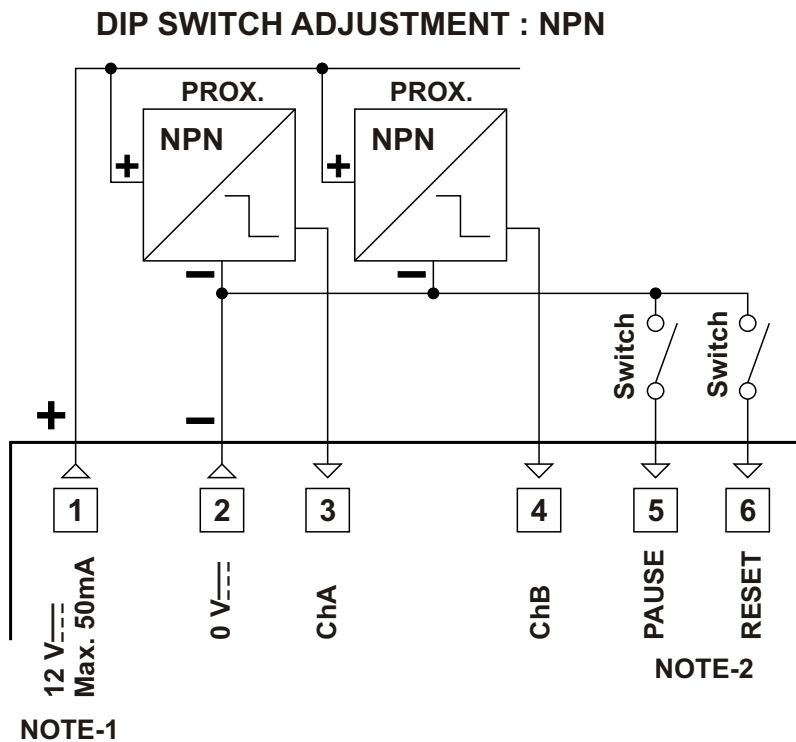 DIP SWITCH ADJUSTMENT : NPN
PROX.
PROX.
NPN
NPN
+
+
−
−
Switch
Switch
+
−
1
2
3
4
5
6
12 V⎓
Max. 50mA
0 V⎓
ChA
ChB
PAUSE
RESET
NOTE-2
NOTE-1